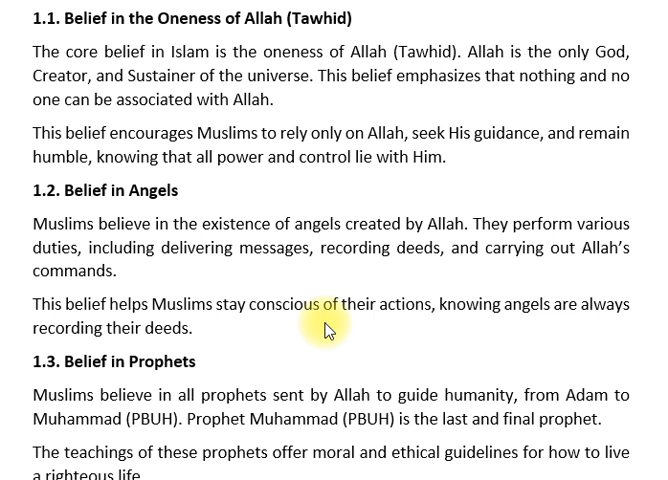 1.1. Belief in the Oneness of Allah (Tawhid)
The core belief in Islam is the oneness of Allah (Tawhid). Allah is the only God,
Creator, and Sustainer of the universe. This belief emphasizes that nothing and no
one can be associated with Allah.
This belief encourages Muslims to rely only on Allah, seek His guidance, and remain
humble, knowing that all power and control lie with Him.
1.2. Belief in Angels
Muslims believe in the existence of angels created by Allah. They perform various
duties, including delivering messages, recording deeds, and carrying out Allah’s
commands.
This belief helps Muslims stay conscious of their actions, knowing angels are always
recording their deeds.
1.3. Belief in Prophets
Muslims believe in all prophets sent by Allah to guide humanity, from Adam to
Muhammad (PBUH). Prophet Muhammad (PBUH) is the last and final prophet.
The teachings of these prophets offer moral and ethical guidelines for how to live
a righteous life